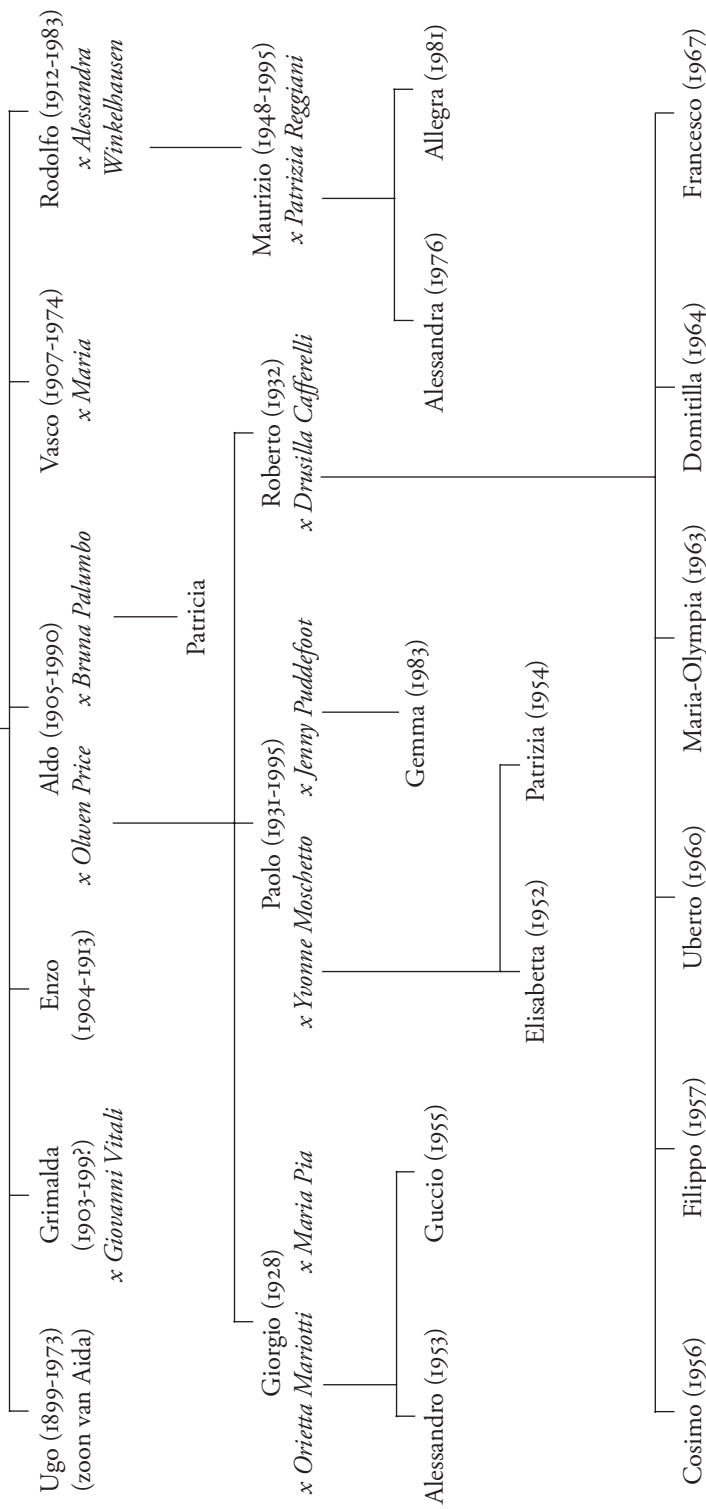 Ugo (1899-1973)
(zoon van Aida)
Grimalda
(1903-199?)
x Giovanni Vitali
Enzo
(1904-1913)
Aldo (1905-1990)
x Olwen Price
x Bruna Palumbo
Vasco (1907-1974)
x Maria
Rodolfo (1912-1983)
x Alessandra
Winkelhausen
Patricia
Giorgio (1928)
x Orietta Mariotti
x Maria Pia
Paolo (1931-1995)
x Yvonne Moschetto
x Jenny Puddefoot
Roberto (1932)
x Drusilla Cafferelli
Maurizio (1948-1995)
x Patrizia Reggiani
Alessandro (1953)
Guccio (1955)
Gemma (1983)
Alessandra (1976)
Allegra (1981)
Elisabetta (1952)
Patrizia (1954)
Cosimo (1956)
Filippo (1957)
Uberto (1960)
Maria-Olympia (1963)
Domitilla (1964)
Francesco (1967)